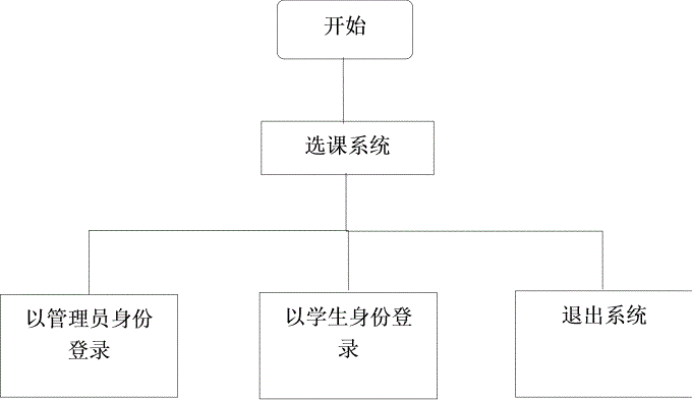 开始
选课系统
以管理员身份
登录
以学生身份登
录
退出系统